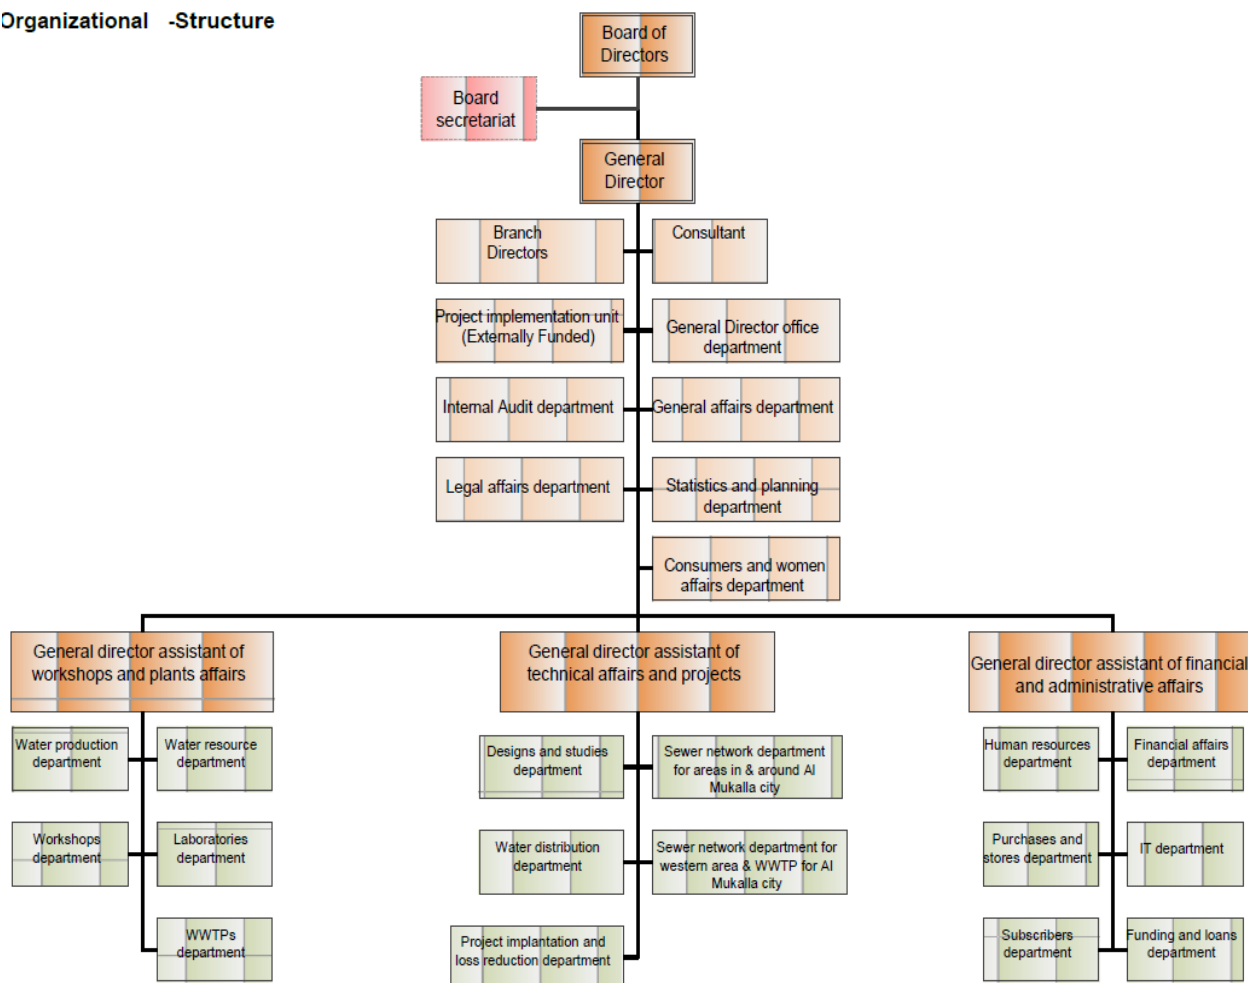 Organizational -Structure
Board of
Directors
Board
secretariat
General
Director
Branch
Directors
Consultant
Project implementation unit
(Externally Funded)
General Director office
department
Internal Audit department
General affairs department
Legal affairs department
Statistics and planning
department
Consumers and women
affairs department
General director assistant of
workshops and plants affairs
General director assistant of
technical affairs and projects
General director assistant of financial
and administrative affairs
Water production
department
Water resource
department
Workshops
department
Laboratories
department
WWTPs
department
Designs and studies
department
Sewer network department
for areas in & around Al
Mukalla city
Water distribution
department
Sewer network department for
western area & WWTP for Al
Mukalla city
Project implantation and
loss reduction department
Human resources
department
Financial affairs
department
Purchases and
stores department
IT department
Subscribers
department
Funding and loans
department